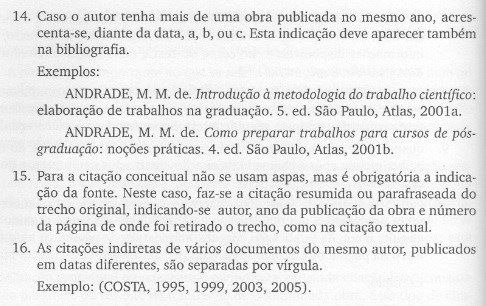 14. Caso o autor tenha mais de uma obra publicada no mesmo ano, acres-
centa-se, diante da data, a, b, ou c. Esta indicação deve aparecer também
na bibliografia.
Exemplos:
ANDRADE, M. M. de. Introdução à metodologia do trabalho científico:
elaboração de trabalhos na graduação. 5. ed. São Paulo, Atlas, 2001a.
ANDRADE, M. M. de. Como preparar trabalhos para cursos de pós-
graduação: noções práticas. 4. ed. São Paulo, Atlas, 2001b.
15. Para a citação conceitual não se usam aspas, mas é obrigatória a indica-
ção da fonte. Neste caso, faz-se a citação resumida ou parafraseada do
trecho original, indicando-se autor, ano da publicação da obra e número
da página de onde foi retirado o trecho, como na citação textual.
16. As citações indiretas de vários documentos do mesmo autor, publicados
em datas diferentes, são separadas por vírgula.
Exemplo: (COSTA, 1995, 1999, 2003, 2005).